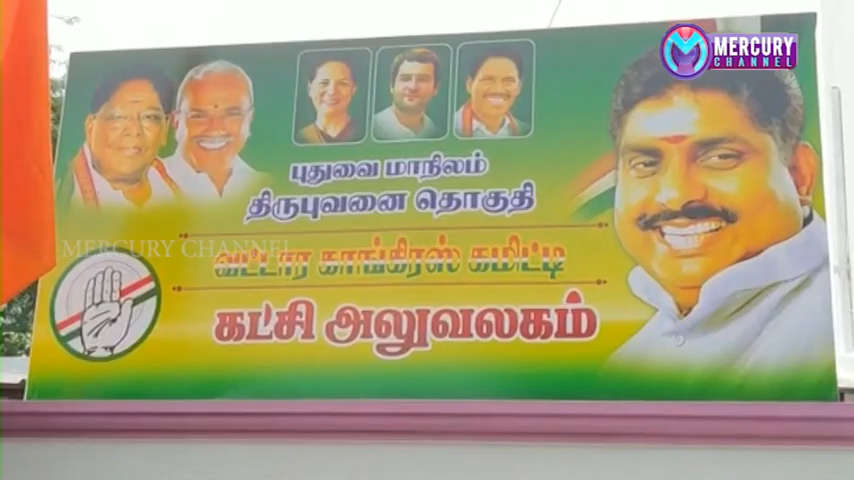 MERCURY
CHANNEL
புதுவை மாநிலம்
திருபுவனை தொகுதி
MERCURY CHANNEL
வட்டார காங்கிரஸ் கமிட்டி
கட்சி அலுவலகம்